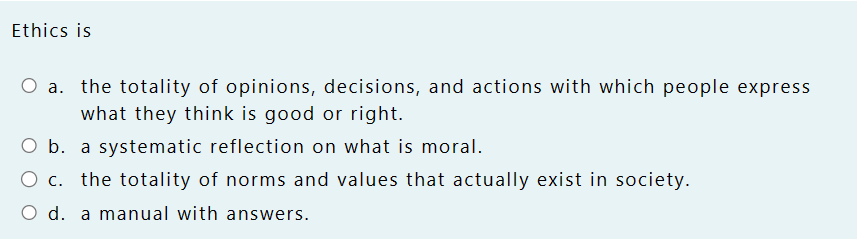 Ethics is
a. the totality of opinions, decisions, and actions with which people express
what they think is good or right.
b. a systematic reflection on what is moral.
c. the totality of norms and values that actually exist in society.
d. a manual with answers.